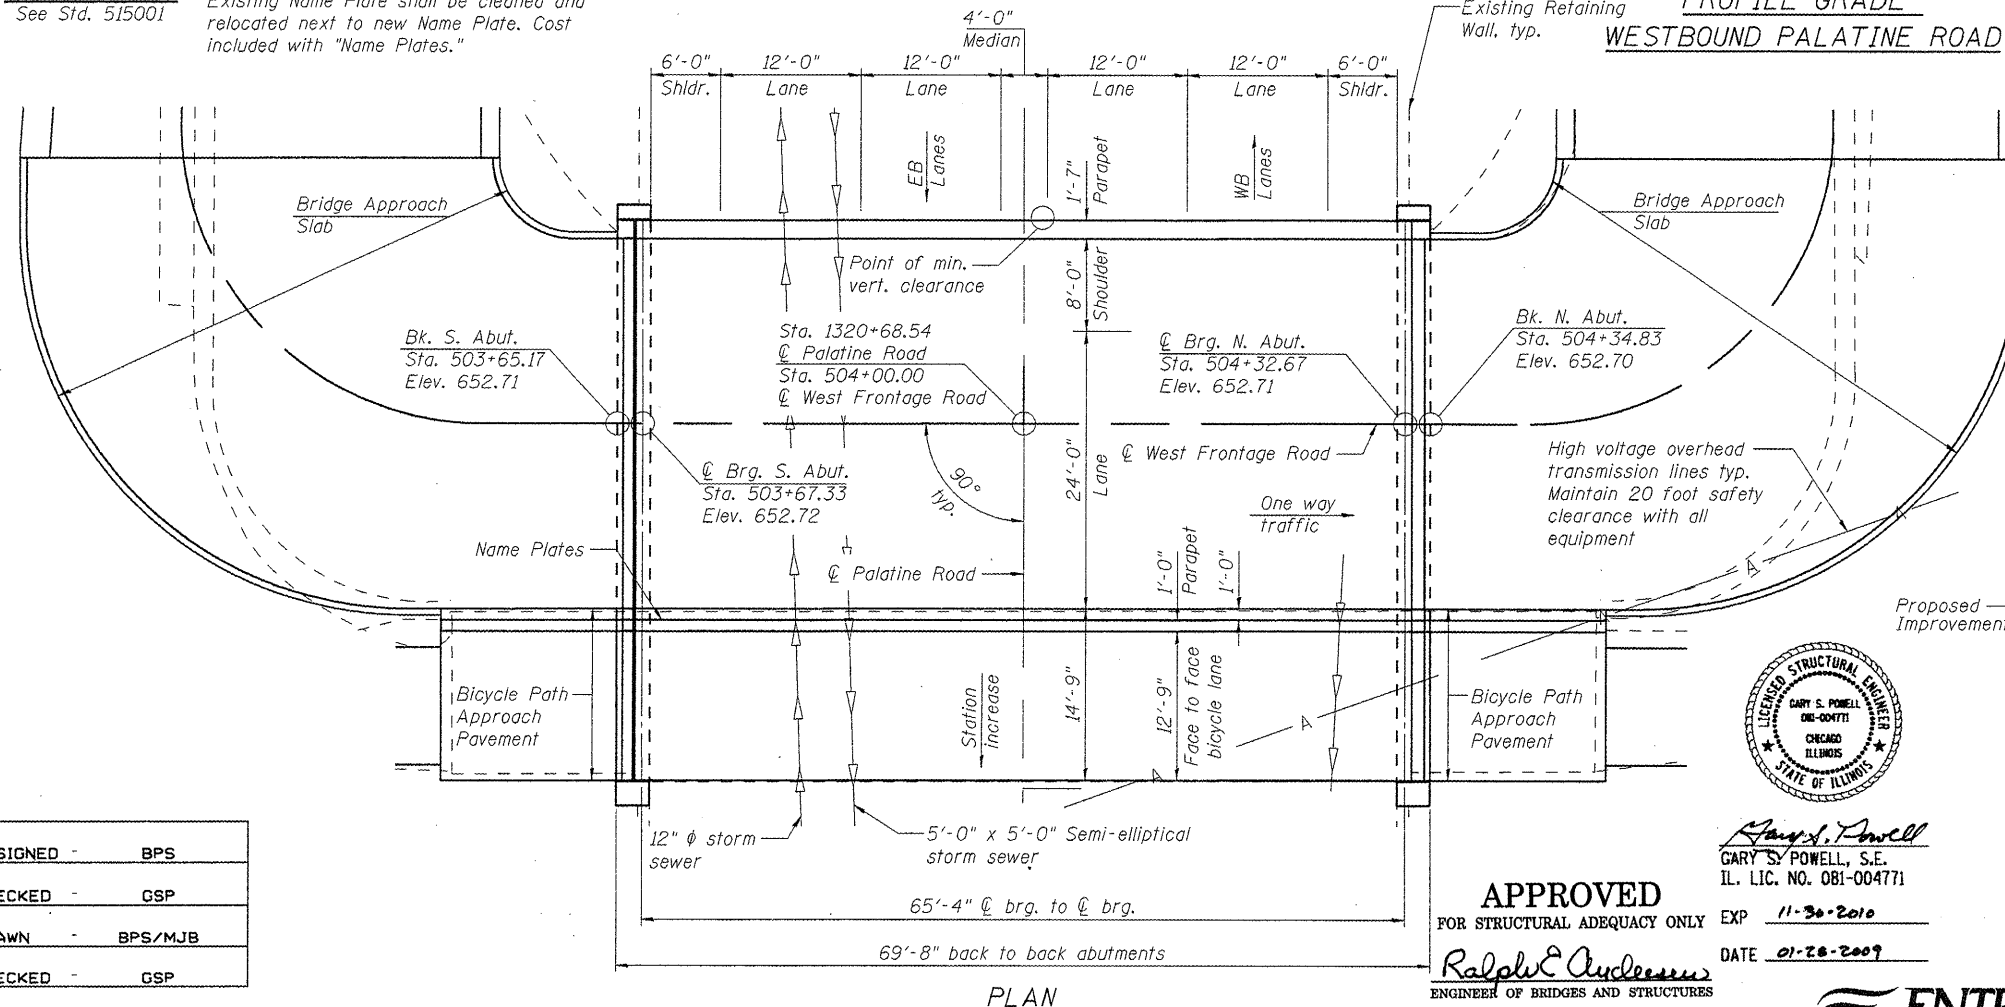 See Std. 515001
Existing Name Plate shall be cleaned and
relocated next to new Name Plate. Cost
included with "Name Plates."
4'-0"
Median
Existing Retaining
Wall, typ.
PROFILE GRADE
WESTBOUND PALATINE ROAD
6'-0"
Shldr.
12'-0"
Lane
12'-0"
Lane
12'-0"
Lane
12'-0"
Lane
6'-0"
Shldr.
EB
Lanes
1'-7"
Parapet
WB
Lanes
Bridge Approach
Slab
Bridge Approach
Slab
Point of min.
vert. clearance
8'-0"
Shoulder
Bk. S. Abut.
Sta. 503+65.17
Elev. 652.71
Sta. 1320+68.54
℄ Palatine Road
Sta. 504+00.00
℄ West Frontage Road
℄ Brg. N. Abut.
Sta. 504+32.67
Elev. 652.71
Bk. N. Abut.
Sta. 504+34.83
Elev. 652.70
℄ Brg. S. Abut.
Sta. 503+67.33
Elev. 652.72
90°
typ.
24'-0"
Lane
℄ West Frontage Road
One way
traffic
High voltage overhead
transmission lines typ.
Maintain 20 foot safety
clearance with all
equipment
Name Plates
℄ Palatine Road
1'-0"
Parapet
1'-0"
A
Proposed
Improvement
Bicycle Path
Approach
Pavement
Station
increase
14'-9"
12'-9"
Face to face
bicycle lane
A
A
Bicycle Path
Approach
Pavement
LICENSED STRUCTURAL ENGINEER
GARY S. POWELL
081-004771
CHICAGO
ILLINOIS
STATE OF ILLINOIS
12" ϕ storm
sewer
5'-0" x 5'-0" Semi-elliptical
storm sewer
65'-4" ℄ brg. to ℄ brg.
69'-8" back to back abutments
PLAN
SIGNED - BPS
ECKED - GSP
AWN - BPS/MJB
ECKED - GSP
Gary S. Powell
GARY S. POWELL, S.E.
IL. LIC. NO. 081-004771
EXP 11-30-2010
DATE 01-28-2009
APPROVED
FOR STRUCTURAL ADEQUACY ONLY
Ralph E. Anderson
ENGINEER OF BRIDGES AND STRUCTURES